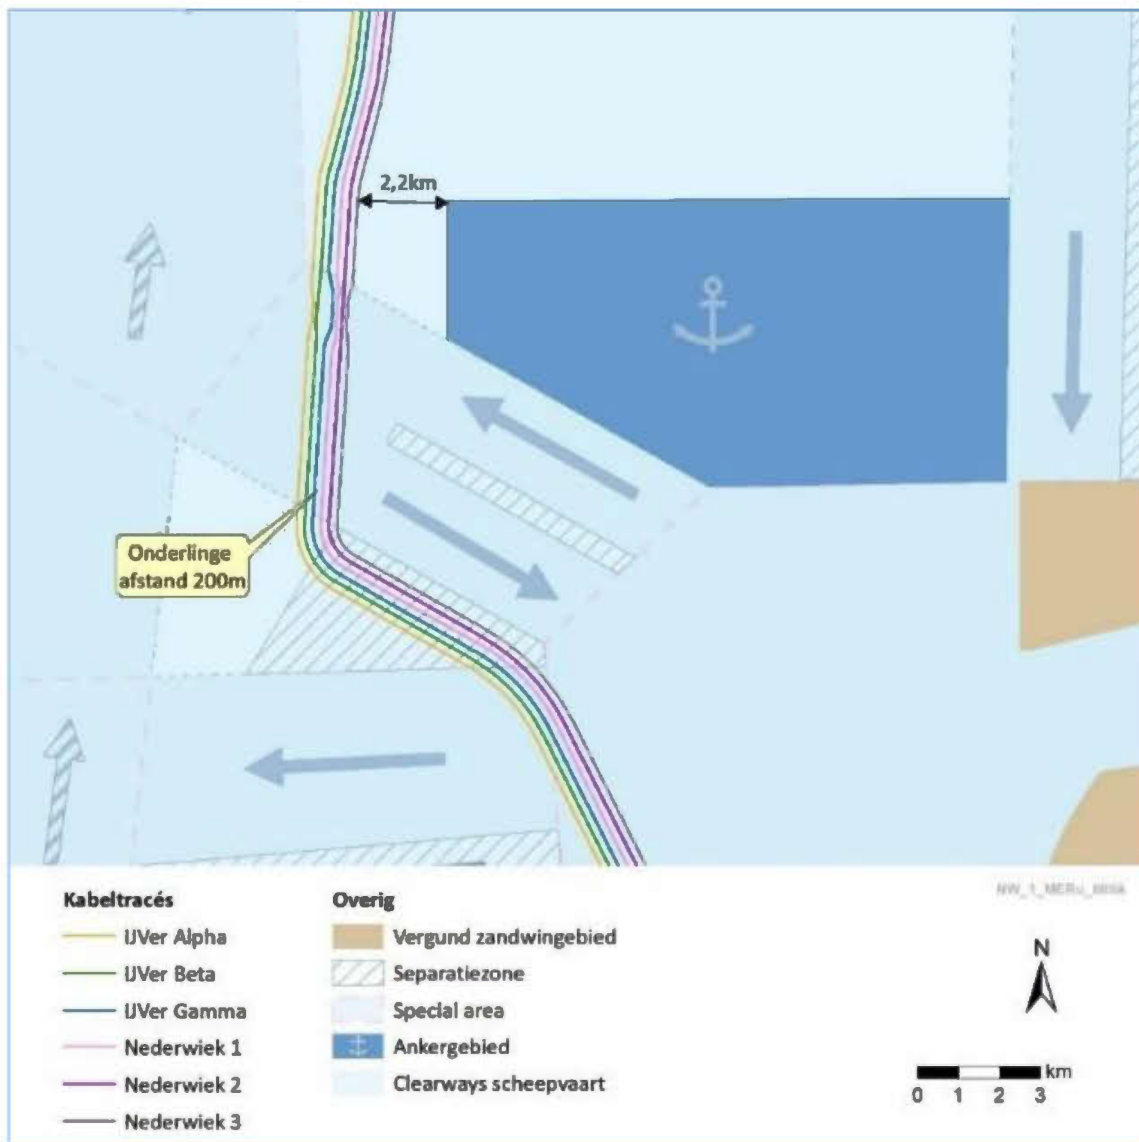 2,2km
Onderlinge
afstand 200m
Kabeltracés
IJVer Alpha
IJVer Beta
IJVer Gamma
Nederwiek 1
Nederwiek 2
Nederwiek 3
Overig
Vergund zandwingebied
Separatiezone
Special area
Ankergebied
Clearways scheepvaart
N
km
0 1 2 3